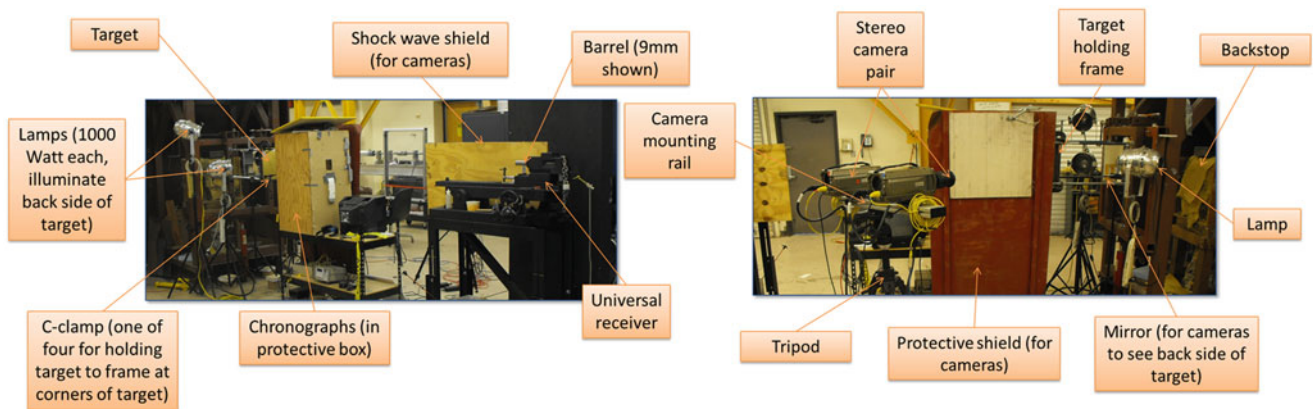 Target
Shock wave shield
(for cameras)
Barrel (9mm
shown)
Lamps (1000
Watt each,
illuminate
back side of
target)
C-clamp (one of
four for holding
target to frame at
corners of target)
Chronographs (in
protective box)
Universal
receiver
Stereo
camera
pair
Target
holding
frame
Backstop
Camera
mounting
rail
Lamp
Tripod
Protective shield (for
cameras)
Mirror (for cameras
to see back side of
target)